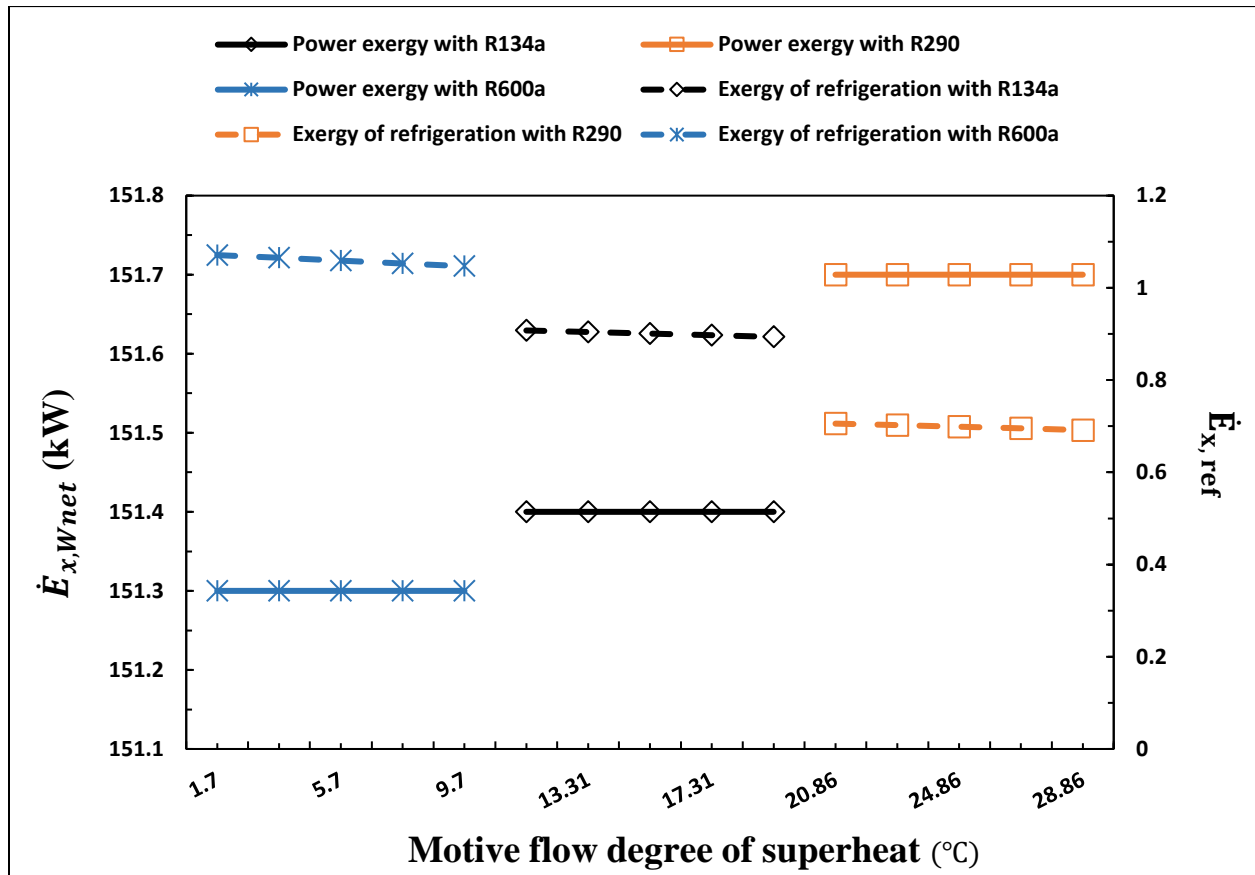 Power exergy with R134a
Power exergy with R290
Power exergy with R600a
Exergy of refrigeration with R134a
Exergy of refrigeration with R290
Exergy of refrigeration with R600a
151.8
151.7
151.6
151.5
151.4
151.3
151.2
151.1
Ė_x,Wnet (kW)
1.2
1
0.8
0.6
0.4
0.2
0
Ė_x, ref
1.7
5.7
9.7
13.31
17.31
20.86
24.86
28.86
Motive flow degree of superheat (°C)